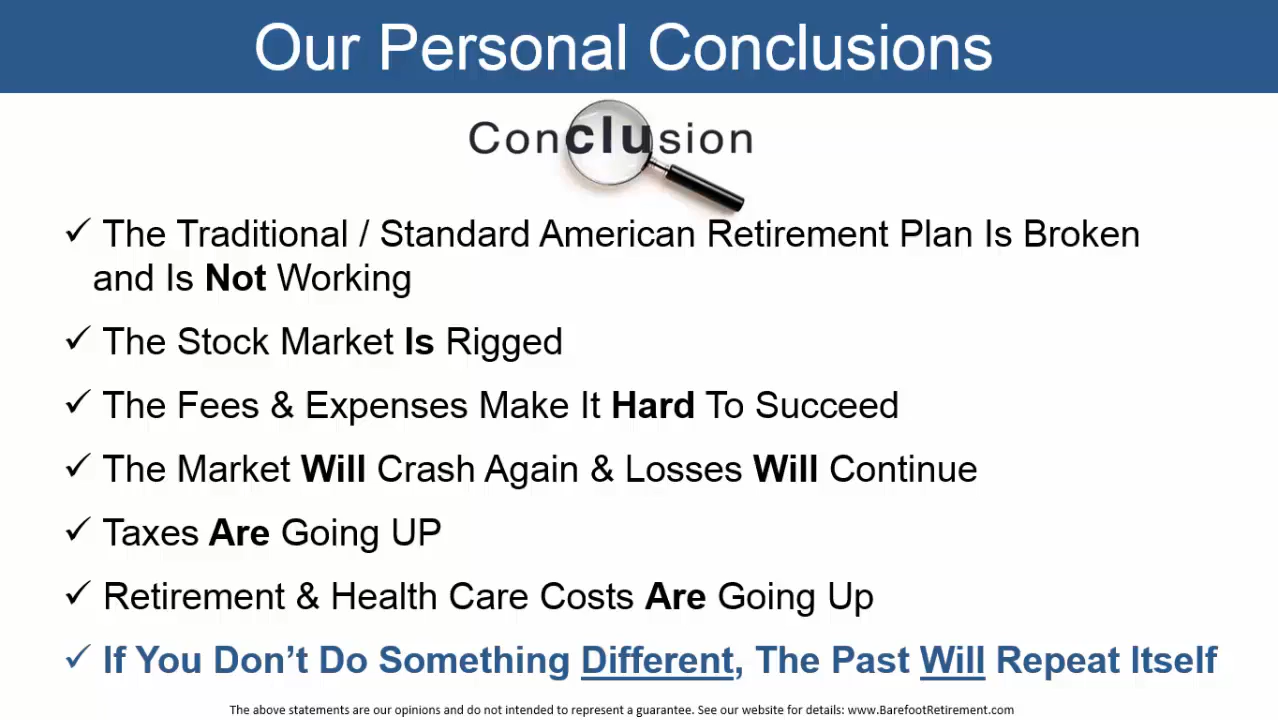 Our Personal Conclusions
Conclusion
✓ The Traditional / Standard American Retirement Plan Is Broken
and Is Not Working
✓ The Stock Market Is Rigged
✓ The Fees & Expenses Make It Hard To Succeed
✓ The Market Will Crash Again & Losses Will Continue
✓ Taxes Are Going UP
✓ Retirement & Health Care Costs Are Going Up
✓ If You Don’t Do Something Different, The Past Will Repeat Itself
The above statements are our opinions and do not intended to represent a guarantee. See our website for details: www.BarefootRetirement.com